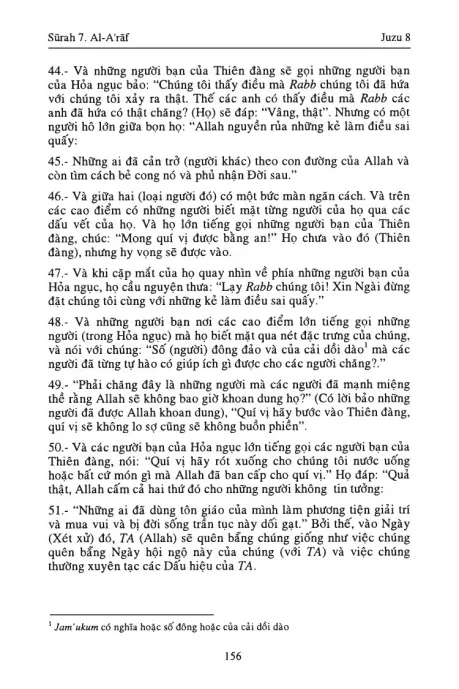 Sūrah 7. Al-A'rāf Juzu 8
44.- Và những người bạn của Thiên đàng sẽ gọi những người bạn
của Hỏa ngục bảo: “Chúng tôi thấy điều mà Rabb chúng tôi đã hứa
với chúng tôi xảy ra thật. Thế các anh có thấy điều mà Rabb các
anh đã hứa có thật chăng? (Họ) sẽ đáp: “Vâng, thật”. Nhưng có một
người hô lớn giữa bọn họ: “Allah nguyền rủa những kẻ làm điều sai
quấy:
45.- Những ai đã cản trở (người khác) theo con đường của Allah và
còn tìm cách bẻ cong nó và phủ nhận Đời sau.”
46.- Và giữa hai (loại người đó) có một bức màn ngăn cách. Và trên
các cao điểm có những người biết mặt từng người của họ qua các
dấu vết của họ. Và họ lớn tiếng gọi những người bạn của Thiên
đàng, chúc: “Mong quí vị được bằng an!” Họ chưa vào đó (Thiên
đàng), nhưng hy vọng sẽ được vào.
47.- Và khi cặp mắt của họ quay nhìn về phía những người bạn của
Hỏa ngục, họ cầu nguyện thưa: “Lạy Rabb chúng tôi! Xin Ngài đừng
đặt chúng tôi cùng với những kẻ làm điều sai quấy.”
48.- Và những người nơi các cao điểm lớn tiếng gọi những
người (trong Hỏa ngục) mà họ biết mặt qua nét đặc trưng của chúng,
và nói với chúng: “Số (người) đông đảo và của cải dồi dào¹ mà các
người đã từng tự hào có giúp ích gì được cho các người chăng?.”
49.- “Phải chăng đây là những người mà các người đã mạnh miệng
thề rằng Allah sẽ không bao giờ khoan dung họ?” (Có lời bảo những
người đã được Allah khoan dung), “Quí vị hãy bước vào Thiên đàng,
quí vị sẽ không lo sợ cũng sẽ không buồn phiền”.
50.- Và các người bạn của Hỏa ngục lớn tiếng gọi các người bạn của
Thiên đàng, nói: “Quí vị hãy rót xuống cho chúng tôi nước uống
hoặc bất cứ món gì mà Allah đã ban cấp cho quí vị.” Họ đáp: “Quả
thật, Allah cấm cả hai thứ đó cho những người không tin tưởng:
51.- “Những ai đã dùng tôn giáo của mình làm phương tiện giải trí
và mua vui và bị đời sống trần tục này dối gạt.” Bởi thế, vào Ngày
(Xét xử) đó, TA (Allah) sẽ quên bẵng chúng giống như việc chúng
quên bẵng Ngày hội ngộ này của chúng (với TA) và việc chúng
thường xuyên tạc các Dấu hiệu của TA.
¹ Jam'ukum có nghĩa hoặc số đông hoặc của cải dồi dào
156